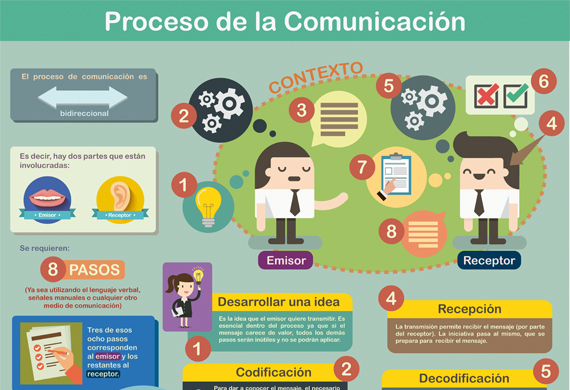 Proceso de la Comunicación
El proceso de comunicación es
bidireccional
Es decir, hay dos partes que están
involucradas:
Emisor
Receptor
Se requieren:
8 PASOS
(Ya sea utilizando el lenguaje verbal,
señales manuales o cualquier otro
medio de comunicación)
Tres de esos
ocho pasos
corresponden
al emisor y los
restantes al
receptor.
CONTEXTO
1
2
3
4
5
6
7
8
Emisor
Receptor
Desarrollar una idea
Es la idea que el emisor quiere transmitir. Es
esencial dentro del proceso ya que si el
mensaje carece de valor, todos los demás
pasos serían inútiles y no se podrán aplicar.
1
Codificación
2
Para dar a conocer el mensaje, el necesario
4
Recepción
La transmisión permite recibir el mensaje (por parte
del receptor). La iniciativa pasa al mismo, que se
prepara para recibir el mensaje.
Decodificación
5